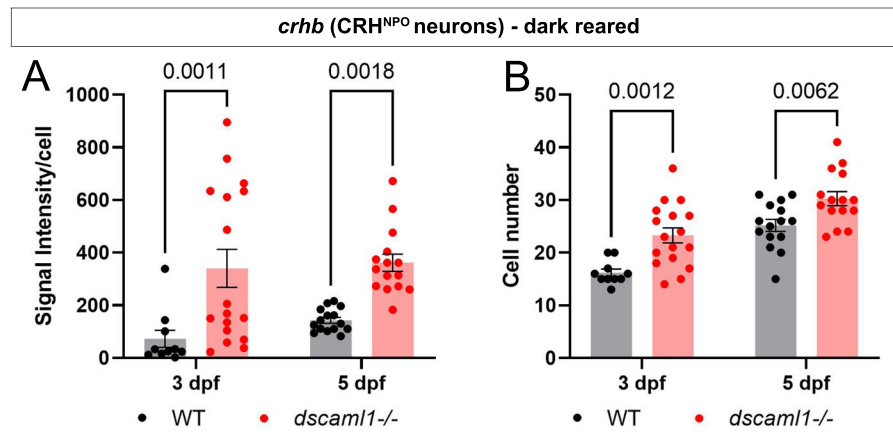 crhb (CRHNPO neurons) - dark reared
A
0.0011
0.0018
1000
800
600
400
200
0
Signal Intensity/cell
3 dpf
5 dpf
WT
dscaml1-/-
B
0.0012
0.0062
50
40
30
20
10
0
Cell number
3 dpf
5 dpf
WT
dscaml1-/-